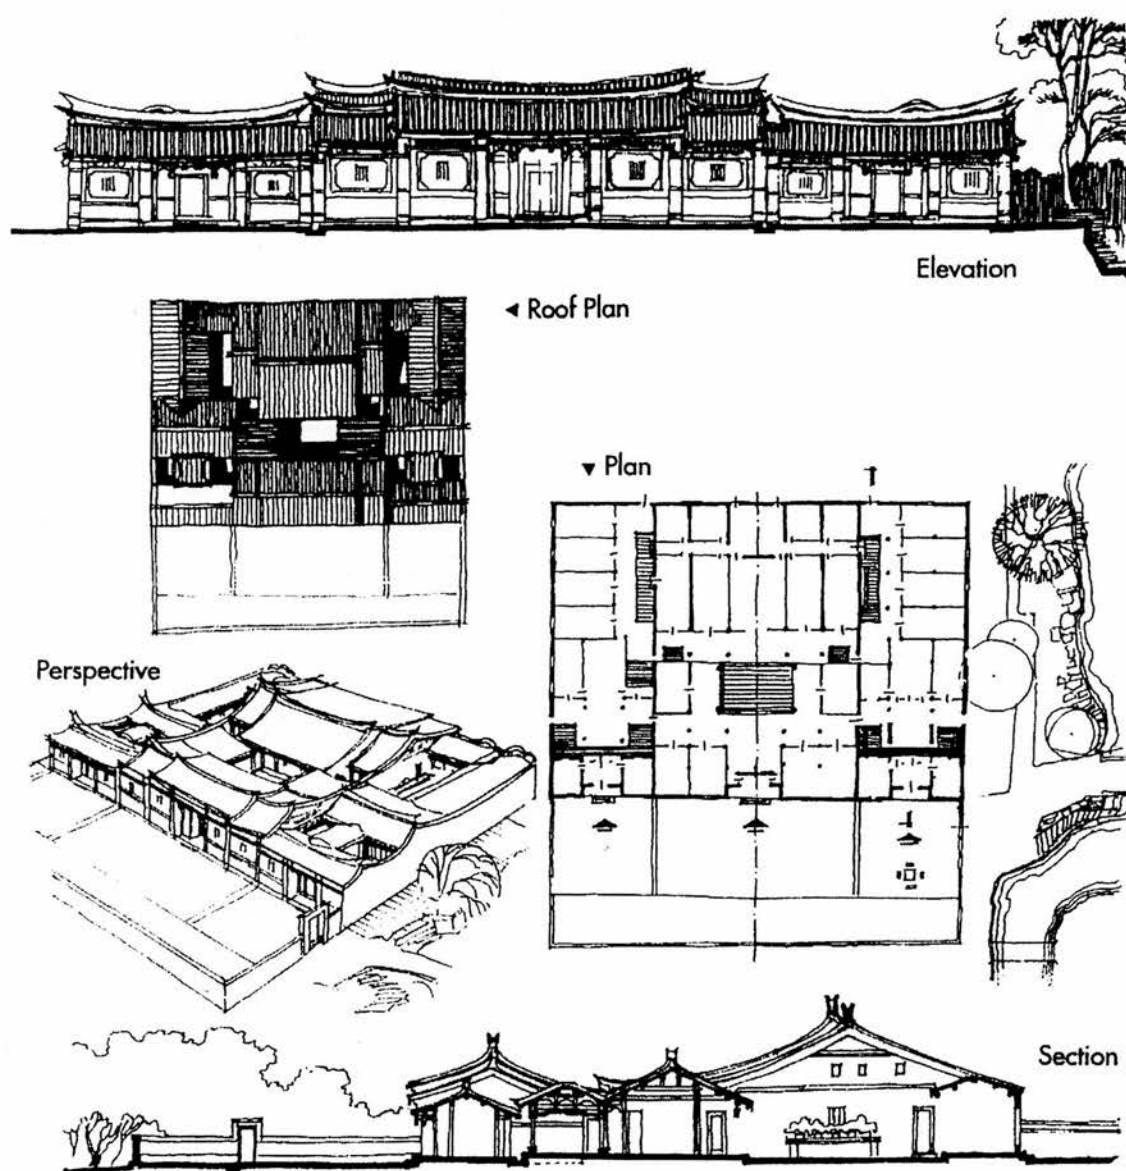 Elevation
◄ Roof Plan
▼ Plan
Perspective
Section